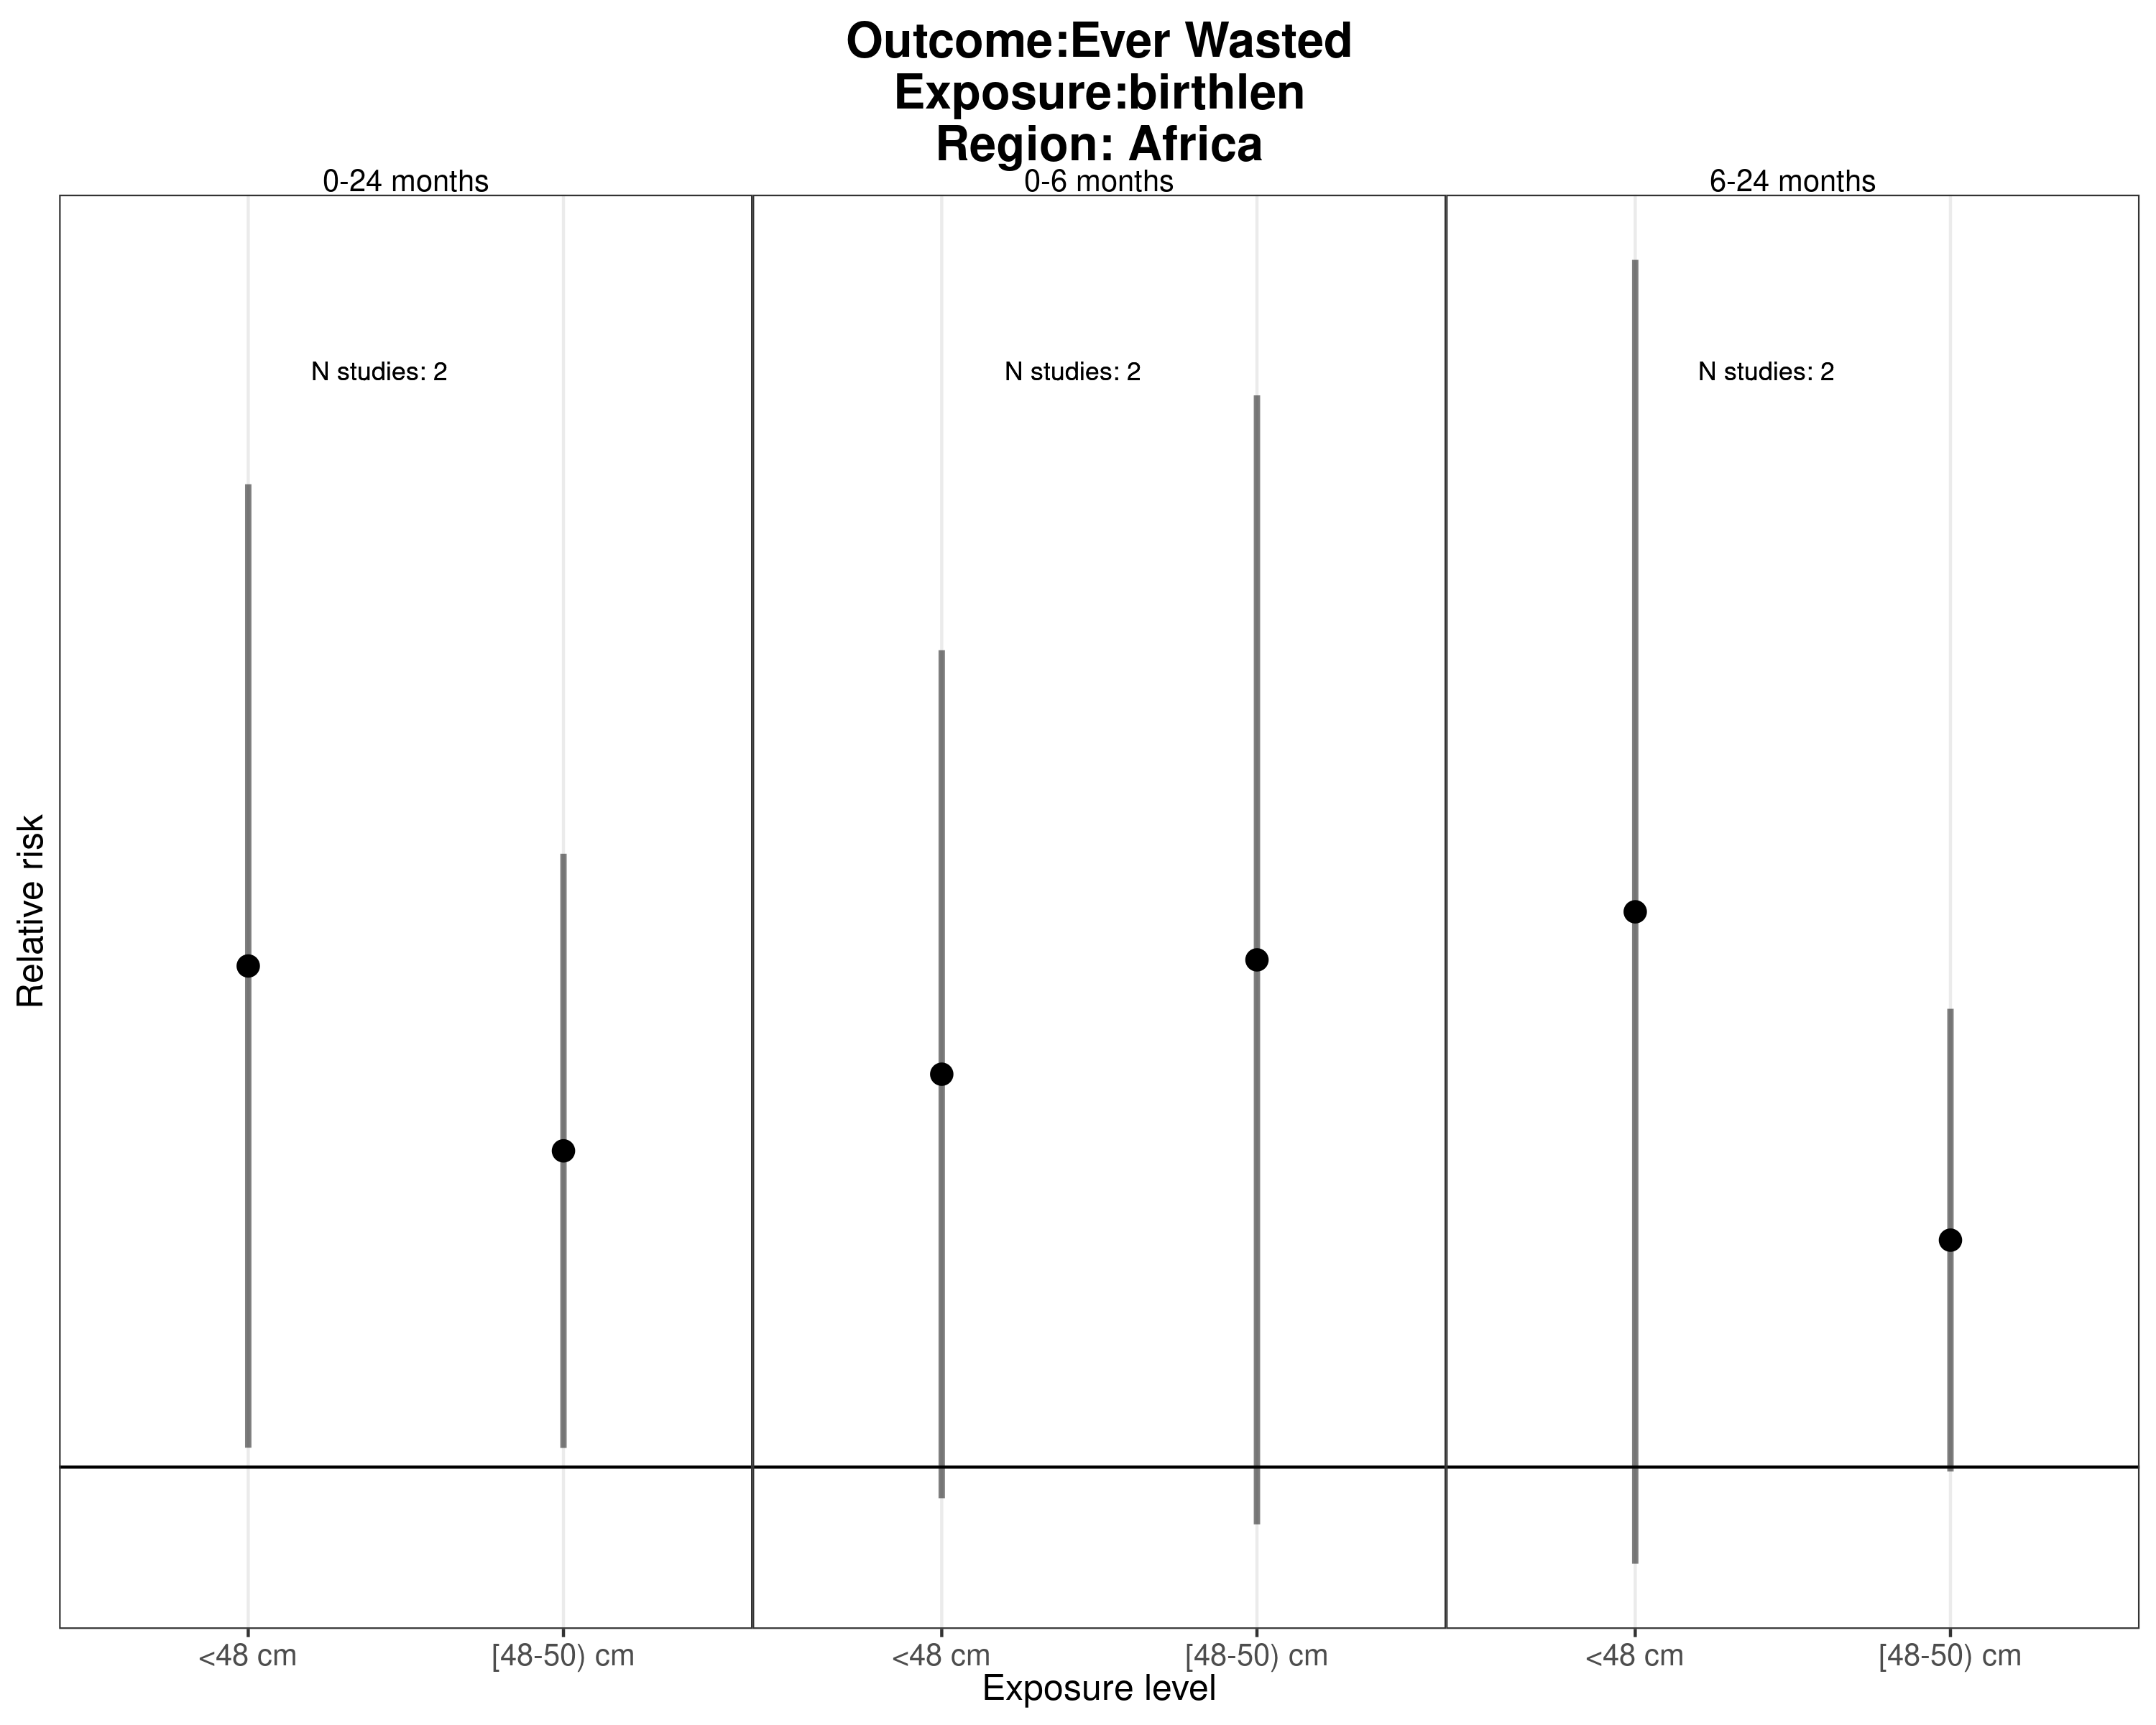 Outcome:Ever Wasted
Exposure:birthlen
Region: Africa
0-24 months
0-6 months
6-24 months
N studies: 2
N studies: 2
N studies: 2
Relative risk
<48 cm
[48-50) cm
<48 cm
[48-50) cm
<48 cm
[48-50) cm
Exposure level